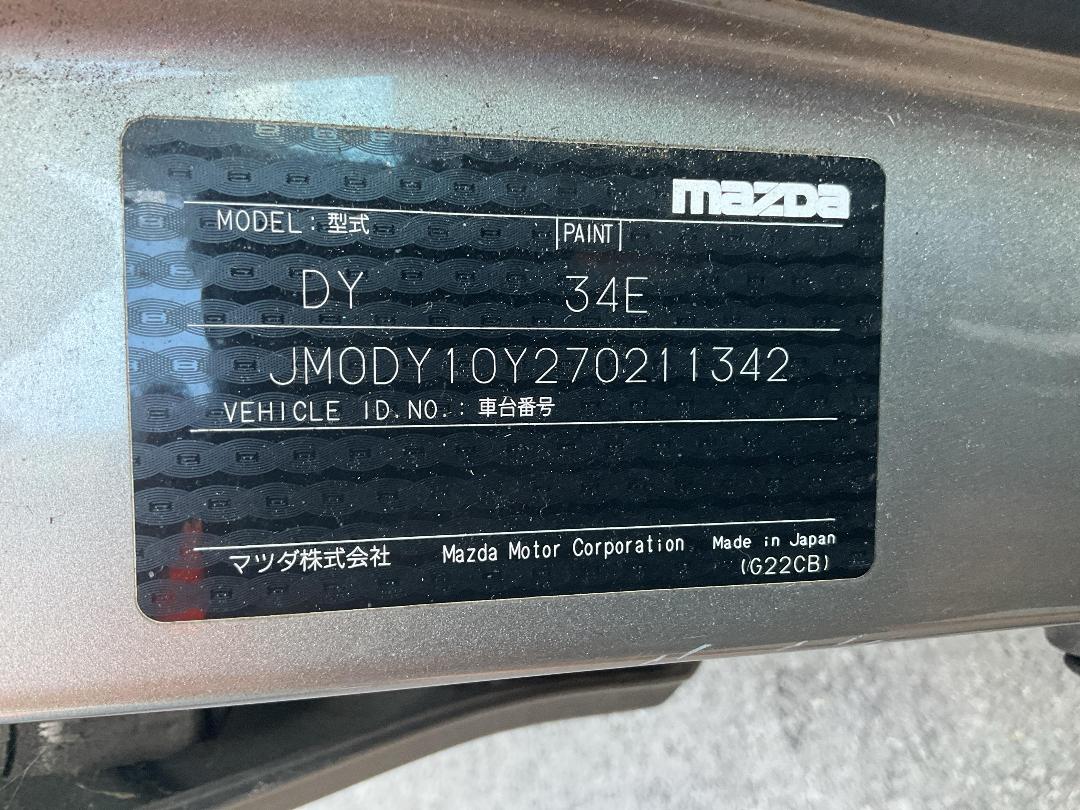 mazda
MODEL : 型式 PAINT
DY 34E
JM0DY10Y270211342
VEHICLE ID.NO. : 車台番号
マツダ株式会社 Mazda Motor Corporation Made in Japan
(G22CB)